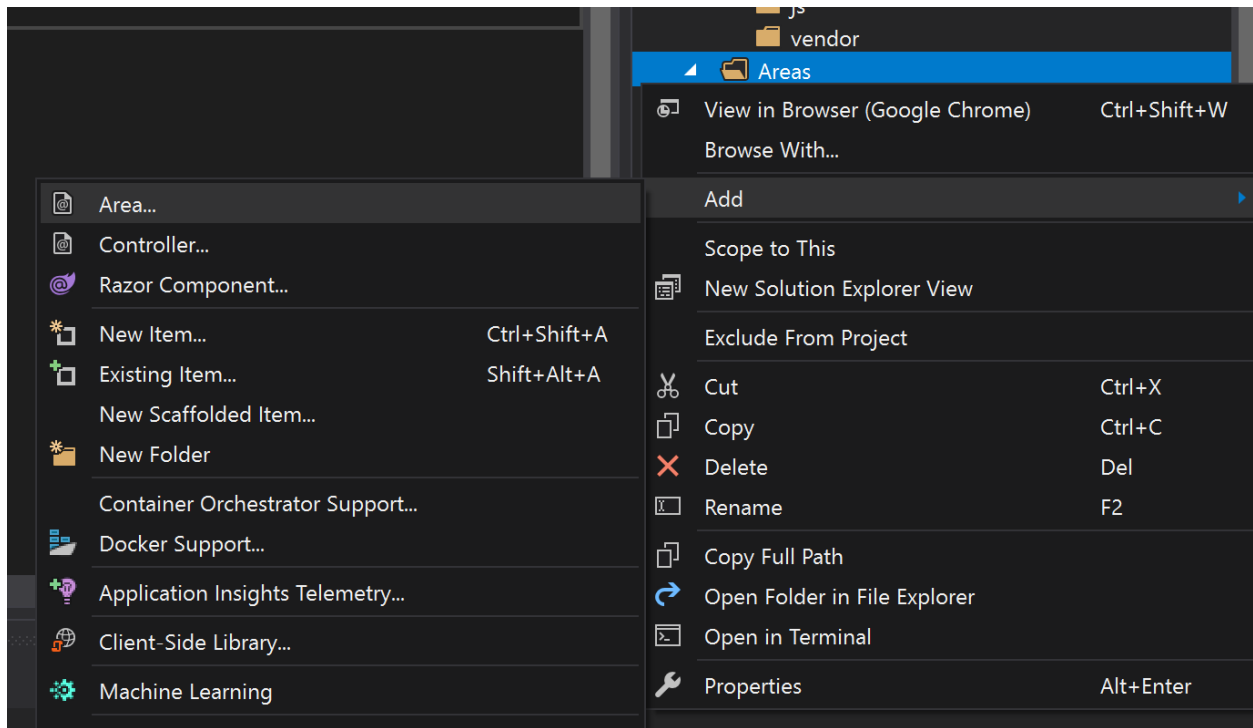 js
vendor
Areas
View in Browser (Google Chrome) Ctrl+Shift+W
Browse With...
Add
Scope to This
New Solution Explorer View
Exclude From Project
Cut Ctrl+X
Copy Ctrl+C
Delete Del
Rename F2
Copy Full Path
Open Folder in File Explorer
Open in Terminal
Properties Alt+Enter
Area...
Controller...
Razor Component...
New Item... Ctrl+Shift+A
Existing Item... Shift+Alt+A
New Scaffolded Item...
New Folder
Container Orchestrator Support...
Docker Support...
Application Insights Telemetry...
Client-Side Library...
Machine Learning